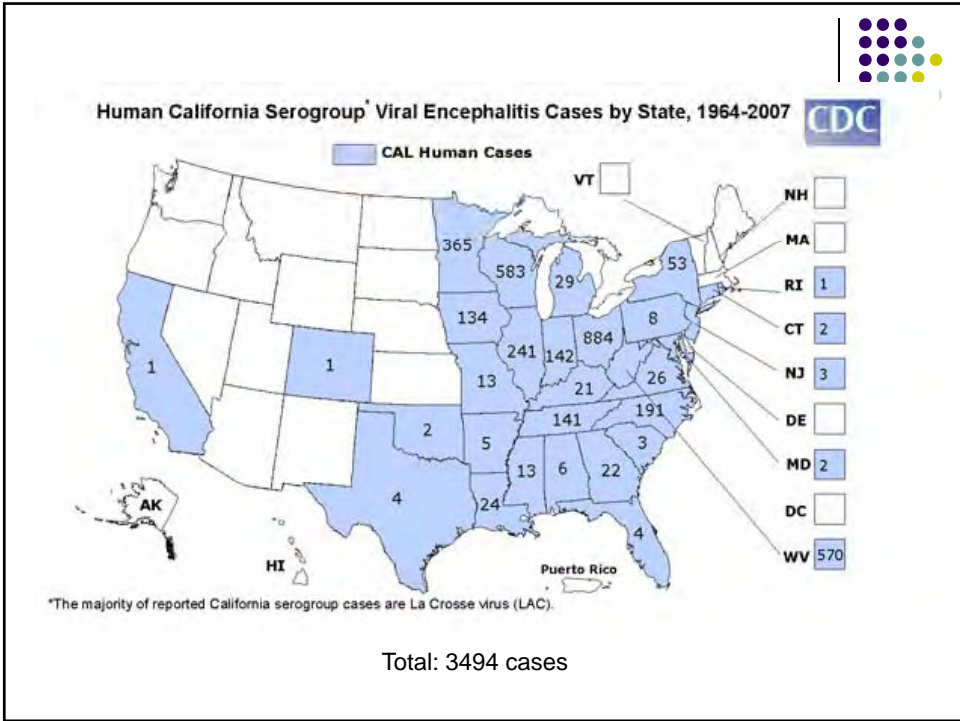 Human California Serogroup* Viral Encephalitis Cases by State, 1964-2007
CDC
CAL Human Cases
VT
NH
MA
RI 1
CT 2
NJ 3
DE
MD 2
DC
WV 570
365
583
29
53
134
241
142
884
8
1
1
13
21
26
2
5
141
191
3
4
24
13
6
22
4
AK
HI
Puerto Rico
*The majority of reported California serogroup cases are La Crosse virus (LAC).
Total: 3494 cases